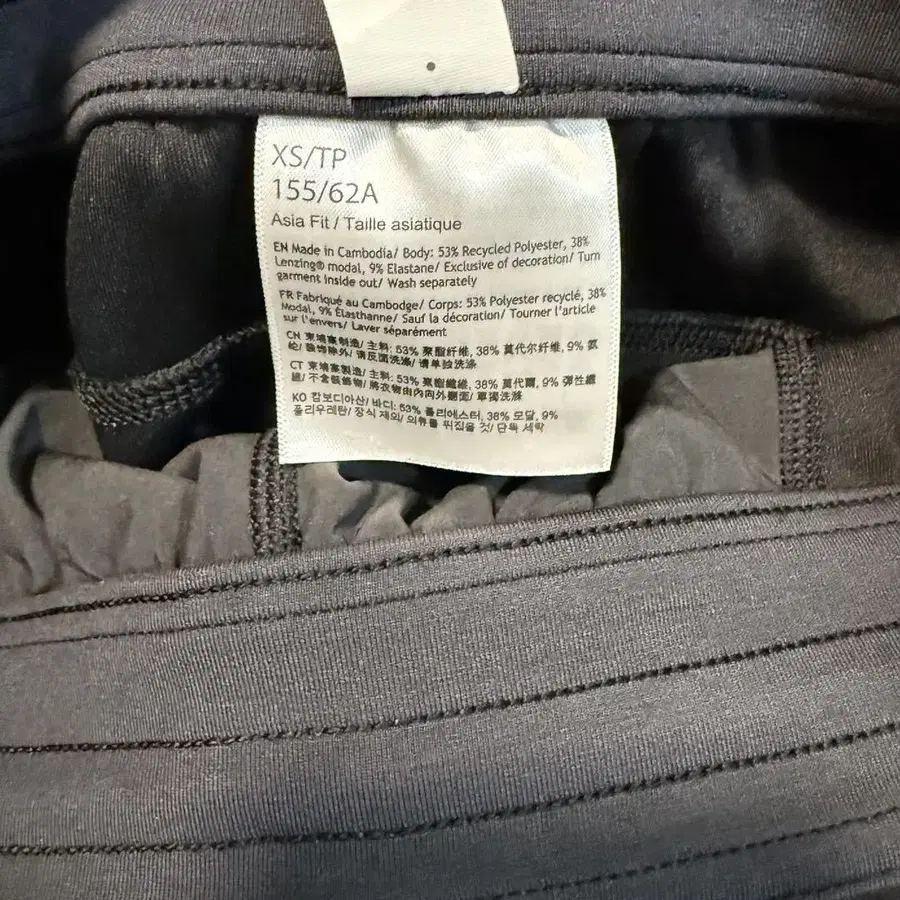 XS/TP
155/62A
Asia Fit / Taille asiatique
EN Made in Cambodia/ Body: 53% Recycled Polyester, 38%
Lenzing® modal, 9% Elastane/ Exclusive of decoration/ Turn
garment inside out/ Wash separately
FR Fabriqué au Cambodge/ Corps: 53% Polyester recyclé, 38%
Modal, 9% Élasthanne/ Sauf la décoration/ Tourner l'article
sur l'envers/ Laver séparément
CN 柬埔寨制造/ 主料: 53% 聚酯纤维, 38% 莫代尔纤维, 9% 氨
纶/ 装饰除外/ 请反面洗涤/ 请单独洗涤
CT 柬埔寨製造/ 主料: 53% 聚酯纖維, 38% 莫代爾, 9% 彈性纖
維/ 不含裝飾物/ 將衣物由內向外翻面/ 單獨洗滌
KO 캄보디아산/ 바디: 53% 폴리에스터, 38% 모달, 9%
폴리우레탄/ 장식 제외/ 의류를 뒤집을 것/ 단독 세탁